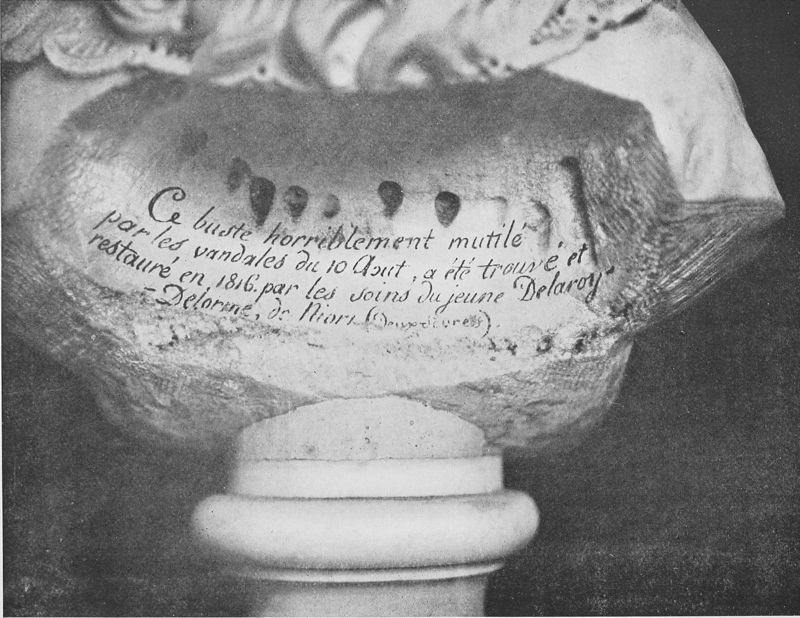 Ce buste horriblement mutilé
par les vandales du 10 Aout, a été trouvé et
restauré en 1816. par les soins du jeune Delaroy-
-Delorme, de Niort (Deux Sèvres).